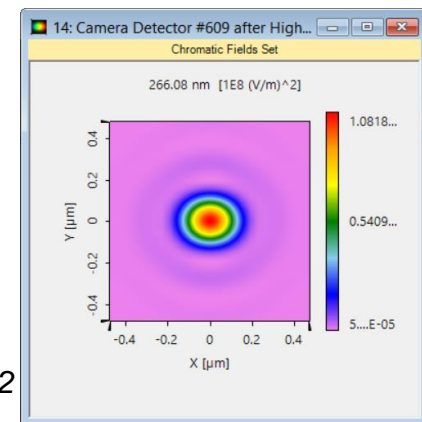 14: Camera Detector #609 after High...
Chromatic Fields Set
266.08 nm [1E8 (V/m)^2]
1.0818...
0.5409...
5....E-05
0.4
0.2
0
-0.2
-0.4
Y [µm]
-0.4 -0.2 0 0.2 0.4
X [µm]
2